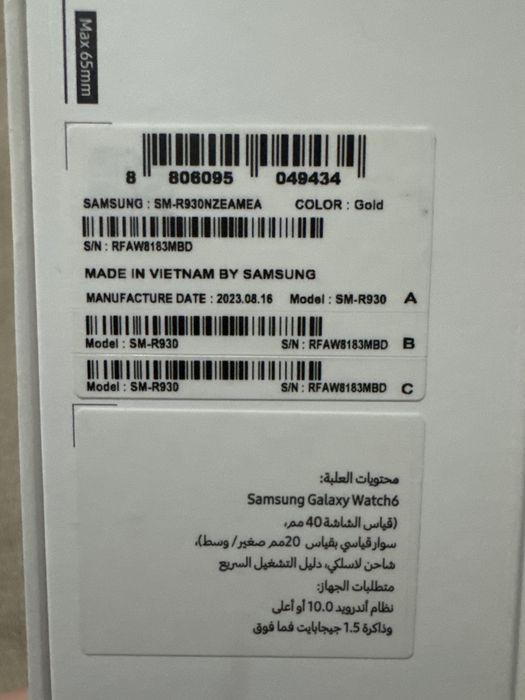 Max 65mm
8 806095 049434
SAMSUNG : SM-R930NZEAMEA COLOR : Gold
S/N : RFAW8183MBD
MADE IN VIETNAM BY SAMSUNG
MANUFACTURE DATE : 2023.08.16 Model : SM-R930 A
Model : SM-R930 S/N : RFAW8183MBD B
Model : SM-R930 S/N : RFAW8183MBD C
محتويات العلبة:
Samsung Galaxy Watch6
(قياس الشاشة 40 مم،
سوار قياسي بقياس 20مم صغير/ وسط)،
شاحن لاسلكي، دليل التشغيل السريع
متطلبات الجهاز:
نظام أندرويد 10.0 أو أعلى
وذاكرة 1.5 جيجابايت فما فوق